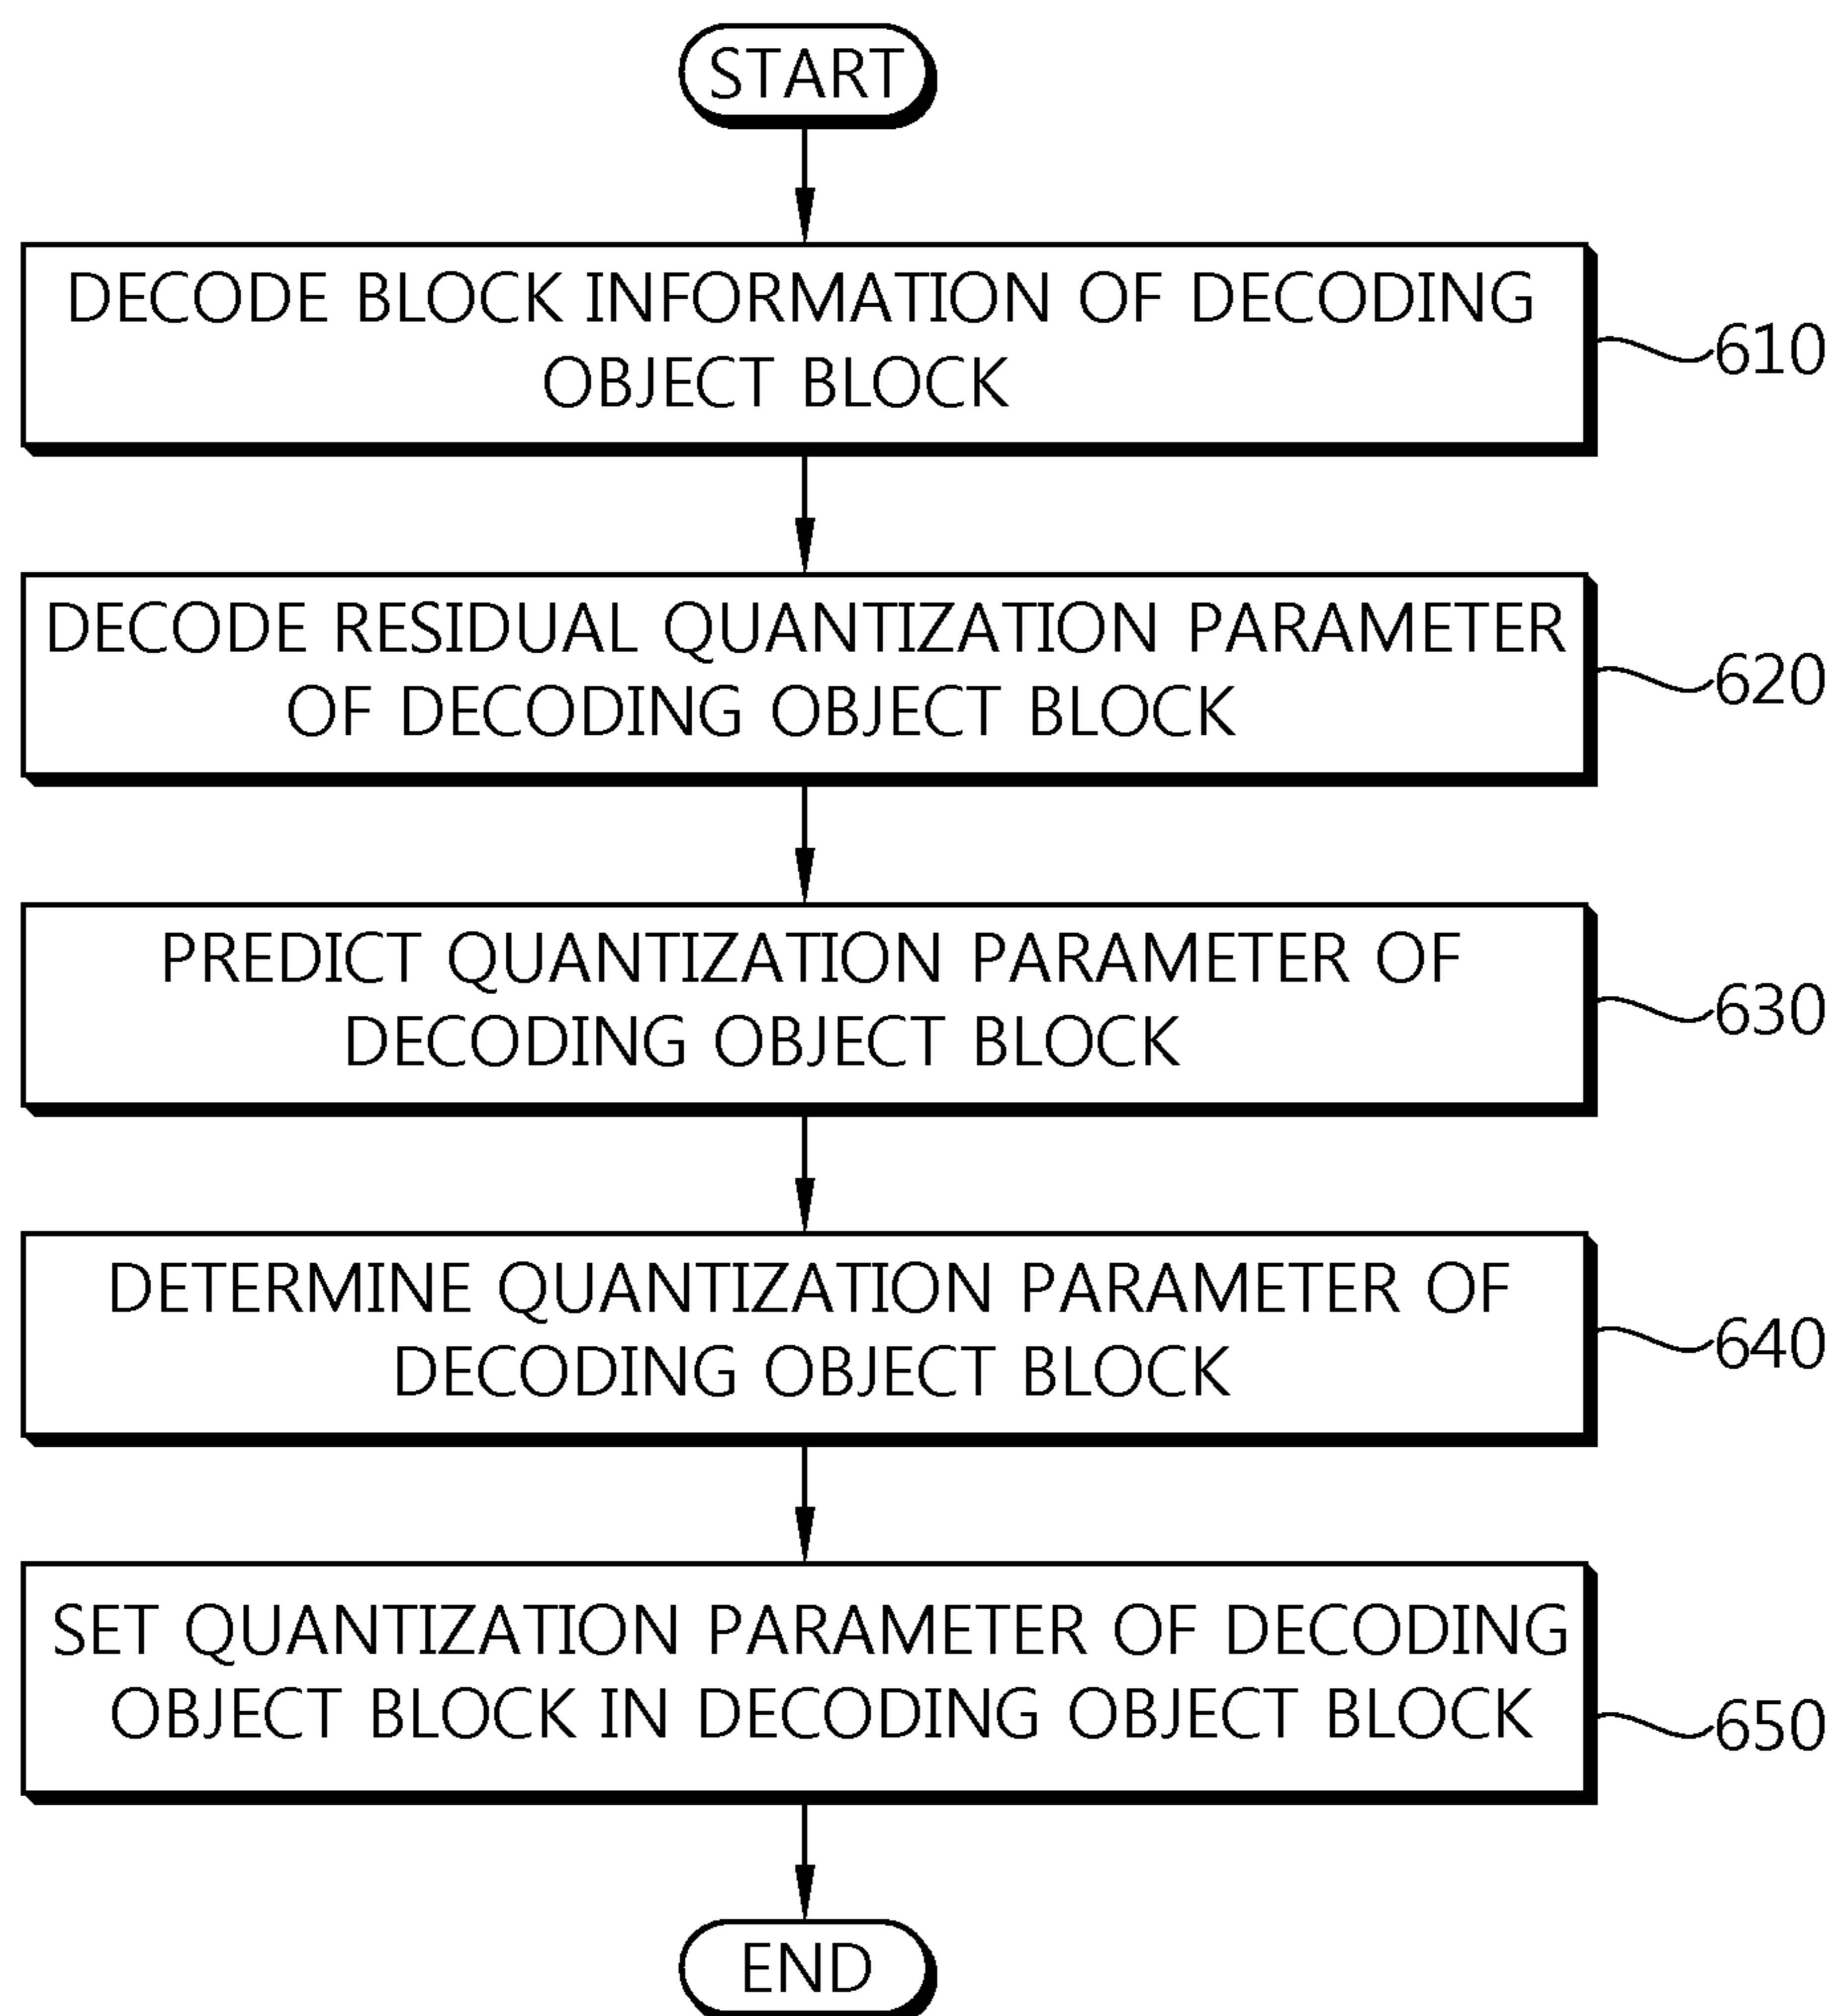 START
DECODE BLOCK INFORMATION OF DECODING
OBJECT BLOCK
610
DECODE RESIDUAL QUANTIZATION PARAMETER
OF DECODING OBJECT BLOCK
620
PREDICT QUANTIZATION PARAMETER OF
DECODING OBJECT BLOCK
630
DETERMINE QUANTIZATION PARAMETER OF
DECODING OBJECT BLOCK
640
SET QUANTIZATION PARAMETER OF DECODING
OBJECT BLOCK IN DECODING OBJECT BLOCK
650
END